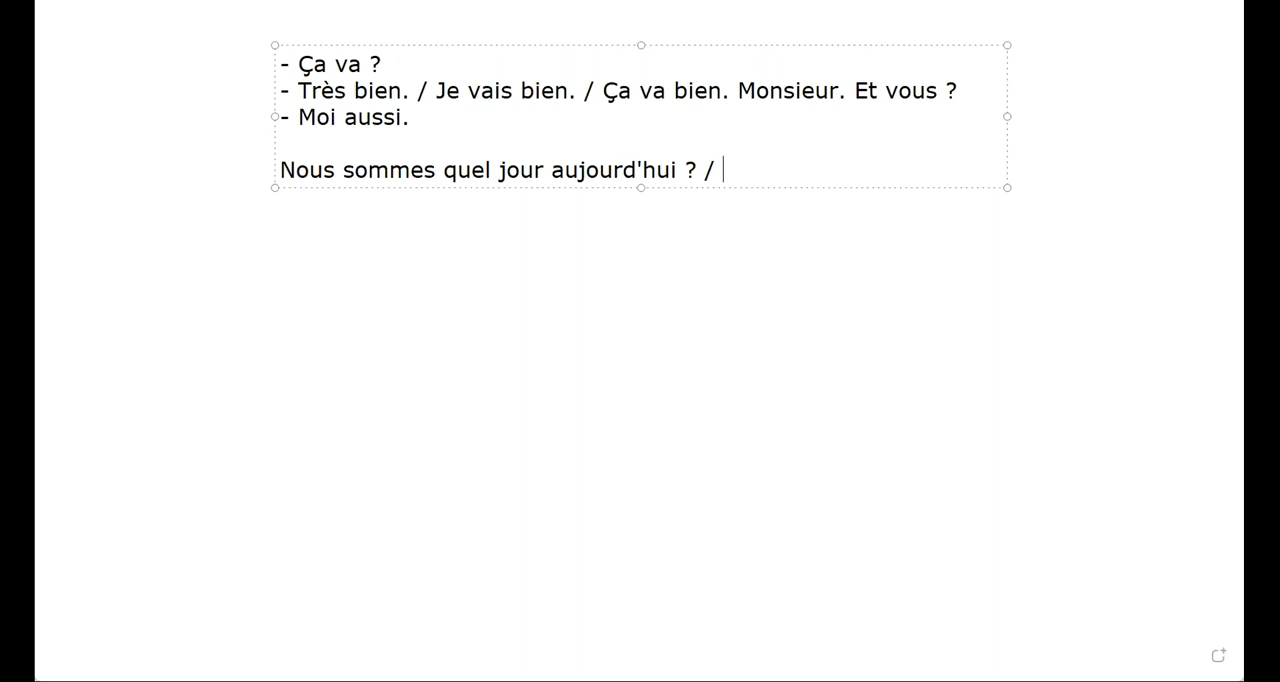 - Ça va ?
- Très bien. / Je vais bien. / Ça va bien. Monsieur. Et vous ?
- Moi aussi.
Nous sommes quel jour aujourd'hui ? /